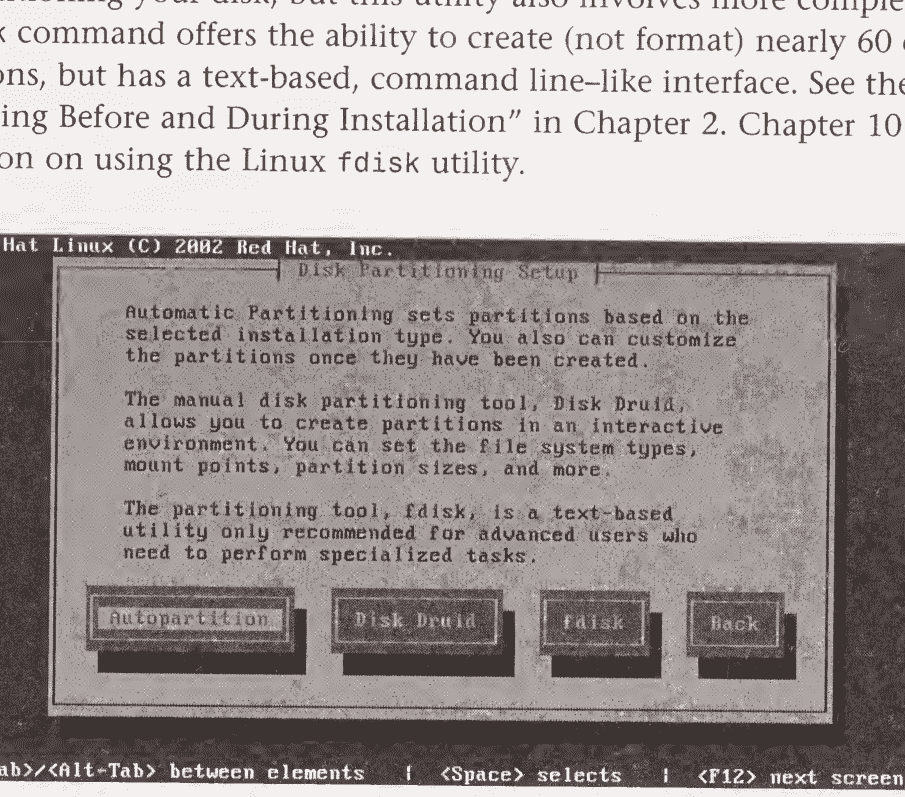 tioning your disk, but this utility also involves more comple
k command offers the ability to create (not format) nearly 60
ons, but has a text-based, command line–like interface. See the
ing Before and During Installation” in Chapter 2. Chapter 10
on on using the Linux fdisk utility.
Hat Linux (C) 2002 Red Hat, Inc.
Disk Partitioning Setup
Automatic Partitioning sets partitions based on the
selected installation type. You also can customize
the partitions once they have been created.
The manual disk partitioning tool, Disk Druid,
allows you to create partitions in an interactive
environment. You can set the file system types,
mount points, partition sizes, and more.
The partitioning tool, fdisk, is a text-based
utility only recommended for advanced users who
need to perform specialized tasks.
Autopartition Disk Druid fdisk Back
ab>/<Alt-Tab> between elements | <Space> selects | <F12> next screen